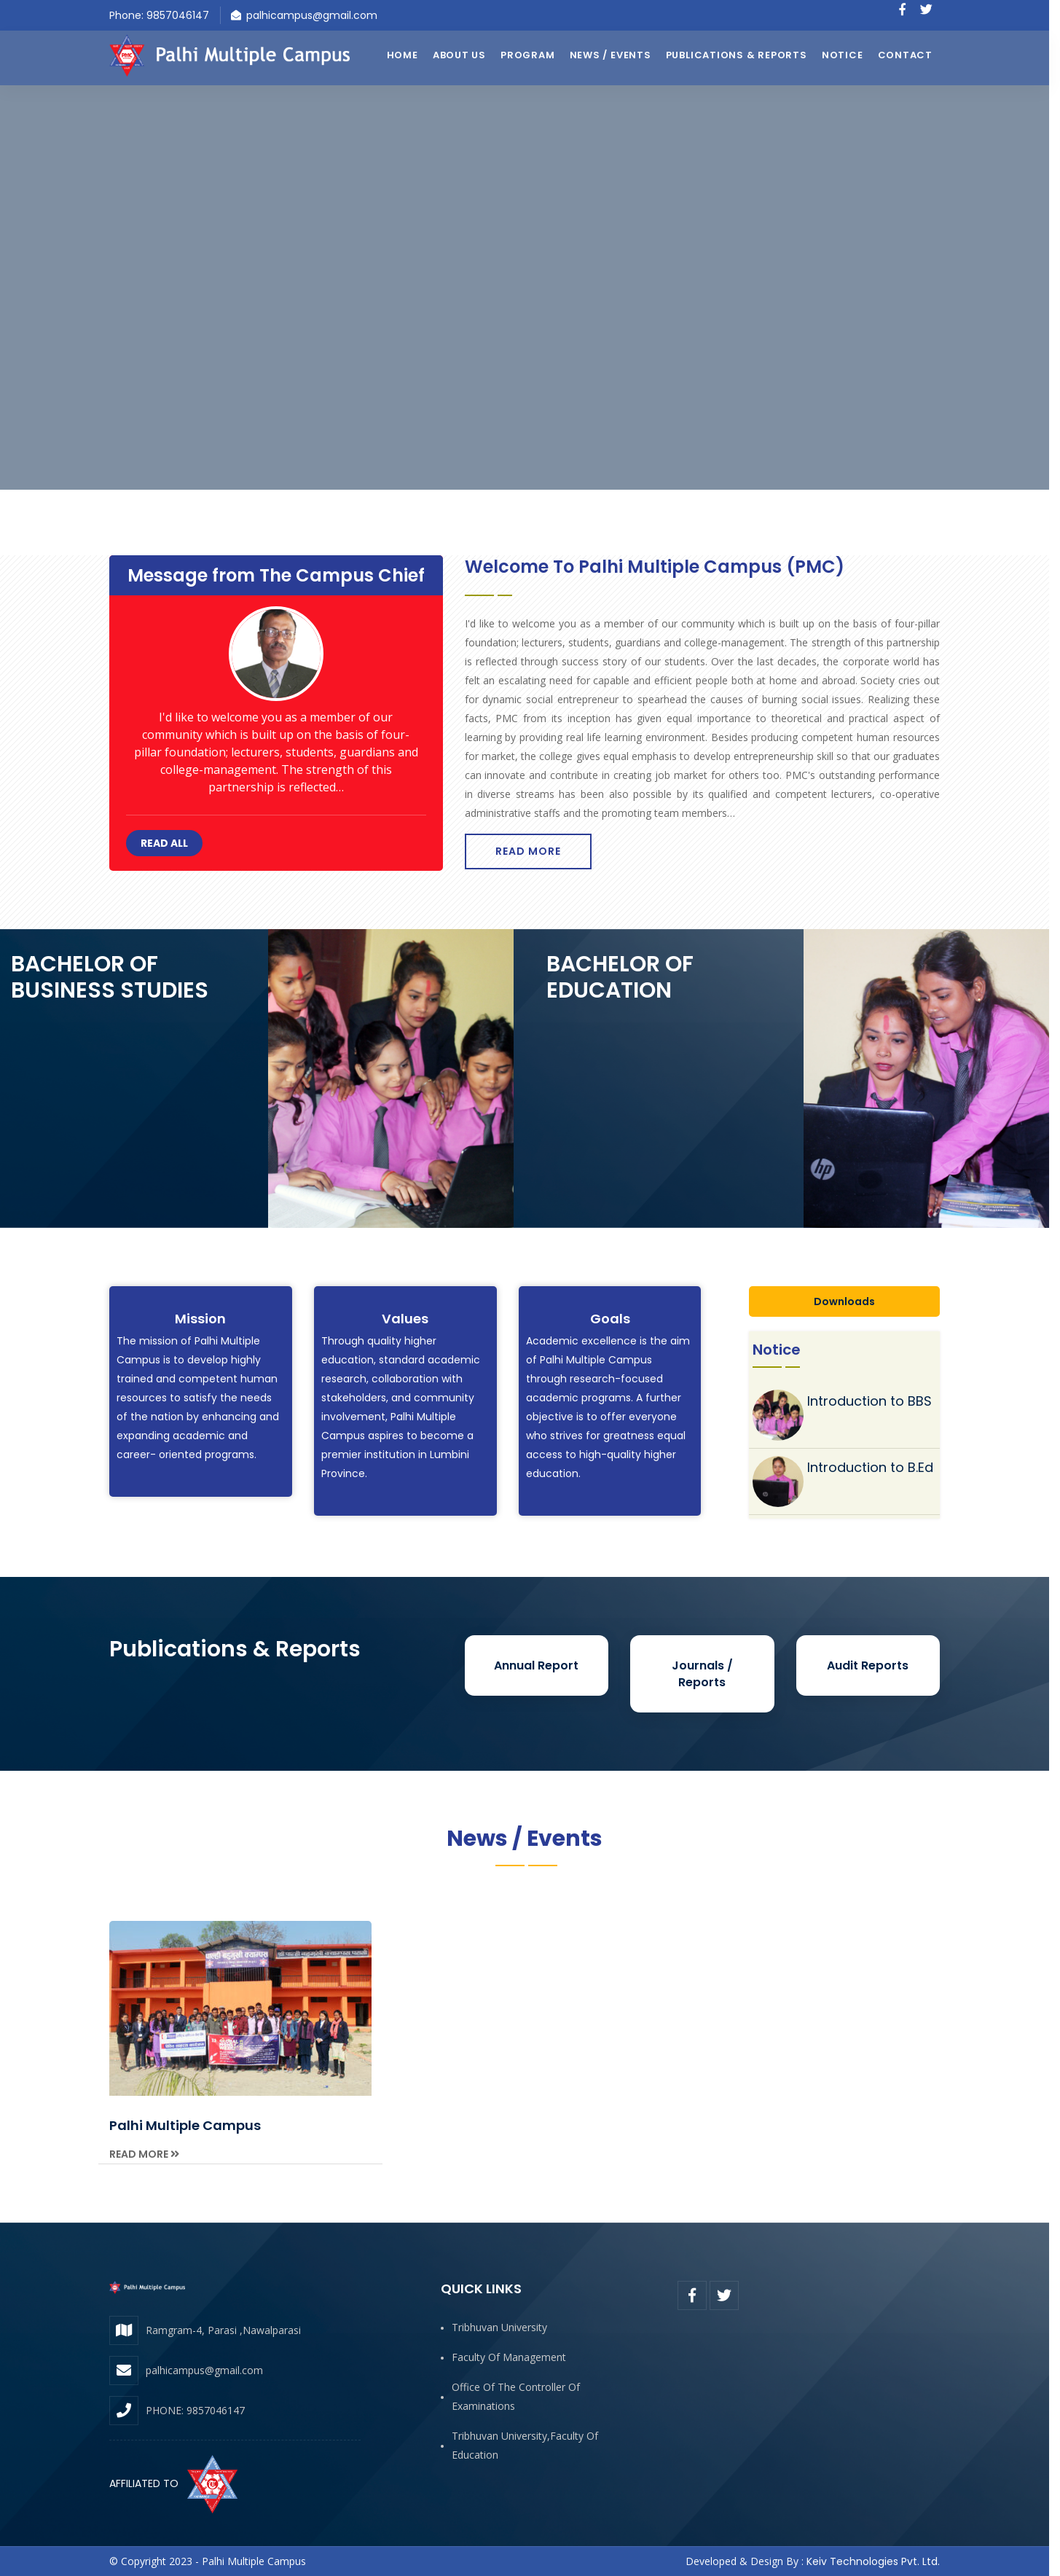 Phone: 9857046147
palhicampus@gmail.com
Palhi Multiple Campus
HOME
ABOUT US
PROGRAM
NEWS / EVENTS
PUBLICATIONS & REPORTS
NOTICE
CONTACT
Message from The Campus Chief
I'd like to welcome you as a member of our
community which is built up on the basis of four-
pillar foundation; lecturers, students, guardians and
college-management. The strength of this
partnership is reflected...
READ ALL
Welcome To Palhi Multiple Campus (PMC)
I'd like to welcome you as a member of our community which is built up on the basis of four-pillar
foundation; lecturers, students, guardians and college-management. The strength of this partnership
is reflected through success story of our students. Over the last decades, the corporate world has
felt an escalating need for capable and efficient people both at home and abroad. Society cries out
for dynamic social entrepreneur to spearhead the causes of burning social issues. Realizing these
facts, PMC from its inception has given equal importance to theoretical and practical aspect of
learning by providing real life learning environment. Besides producing competent human resources
for market, the college gives equal emphasis to develop entrepreneurship skill so that our graduates
can innovate and contribute in creating job market for others too. PMC's outstanding performance
in diverse streams has been also possible by its qualified and competent lecturers, co-operative
administrative staffs and the promoting team members...
READ MORE
BACHELOR OF
BUSINESS STUDIES
BACHELOR OF
EDUCATION
hp
Mission
The mission of Palhi Multiple
Campus is to develop highly
trained and competent human
resources to satisfy the needs
of the nation by enhancing and
expanding academic and
career- oriented programs.
Values
Through quality higher
education, standard academic
research, collaboration with
stakeholders, and community
involvement, Palhi Multiple
Campus aspires to become a
premier institution in Lumbini
Province.
Goals
Academic excellence is the aim
of Palhi Multiple Campus
through research-focused
academic programs. A further
objective is to offer everyone
who strives for greatness equal
access to high-quality higher
education.
Downloads
Notice
Introduction to BBS
Introduction to B.Ed
Publications & Reports
Annual Report
Journals /
Reports
Audit Reports
News / Events
Palhi Multiple Campus
READ MORE
Palhi Multiple Campus
Ramgram-4, Parasi ,Nawalparasi
palhicampus@gmail.com
PHONE: 9857046147
AFFILIATED TO
QUICK LINKS
Tribhuvan University
Faculty Of Management
Office Of The Controller Of
Examinations
Tribhuvan University,Faculty Of
Education
© Copyright 2023 - Palhi Multiple Campus
Developed & Design By : Keiv Technologies Pvt. Ltd.